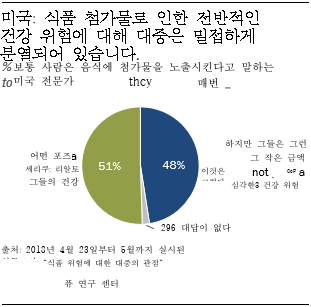 미국: 식품 첨가물로 인한 전반적인
건강 위험에 대해 대중은 밀접하게
분열되어 있습니다.
%보통 사람은 음식에 첨가물을 노출시킨다고 말하는
to미국 전문가 thcy 매번 _
하지만 그들은 그런
그 작은 금액
어떤 포즈a
세리쿠: 리알토
그들의 건강
51%
48%
이것은
not . a
심각한 건강 위험
296 대답이 없다
출처: 2018년 4월 23일부터 5월까지 실시된
"식품 위험에 대한 대중의 관점"
퓨 연구 센터